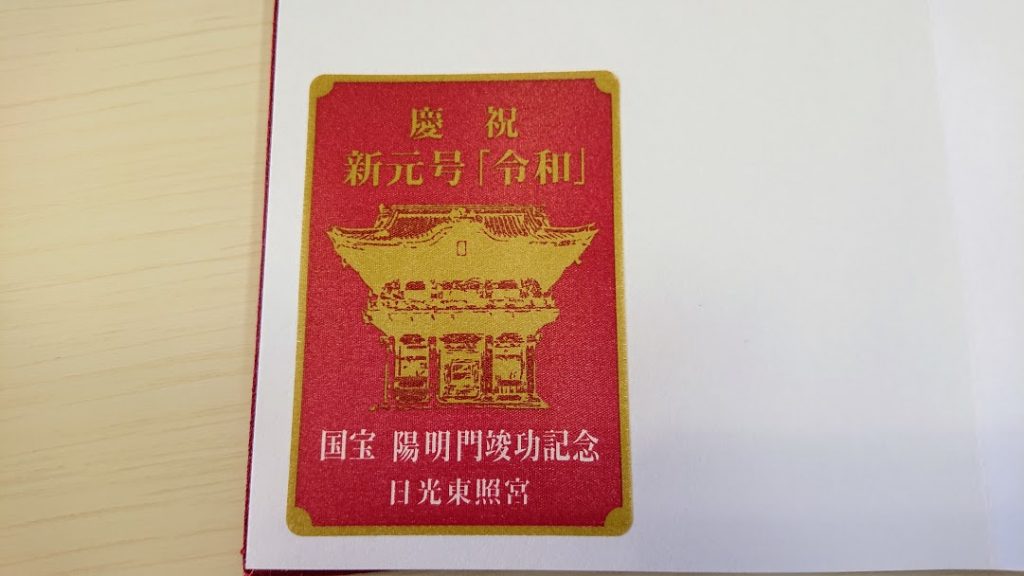 慶 祝
新元号「令和」
国宝 陽明門竣功記念
日光東照宮